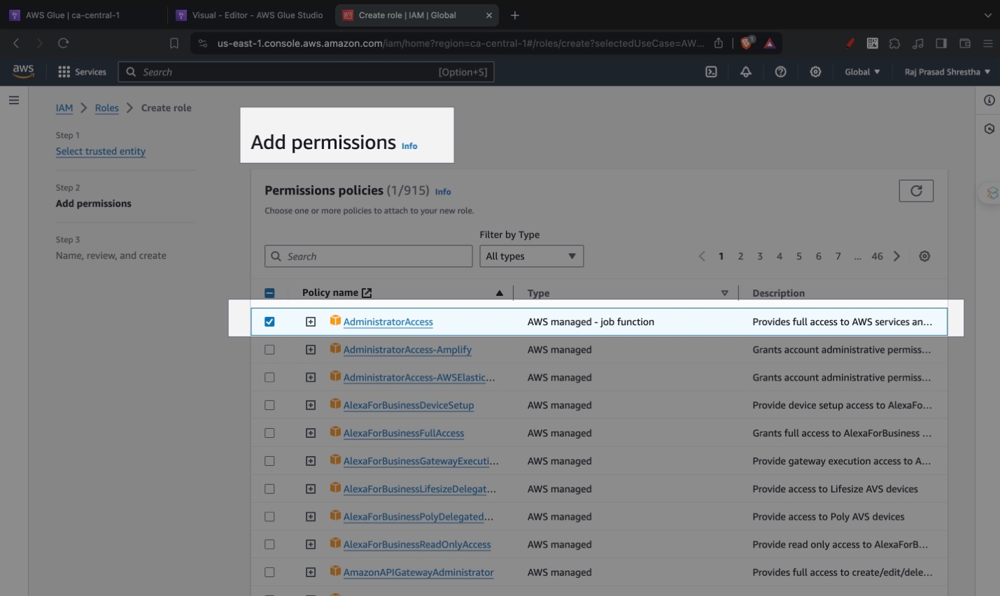 AWS Glue | ca-central-1
Visual - Editor - AWS Glue Studio
Create role | IAM | Global
us-east-1.console.aws.amazon.com/iam/home?region=ca-central-1#/roles/create?selectedUseCase=AW...
1
aws
Services
Search
[Option+S]
Global
Raj Prasad Shrestha
IAM
Roles
Create role
Step 1
Select trusted entity
Step 2
Add permissions
Step 3
Name, review, and create
Add permissions Info
Permissions policies (1/915) Info
Choose one or more policies to attach to your new role.
Filter by Type
Search
All types
1 2 3 4 5 6 7 ... 46
Policy name Type Description
AdministratorAccess AWS managed - job function Provides full access to AWS services an...
AdministratorAccess-Amplify AWS managed Grants account administrative permiss...
AdministratorAccess-AWSElastic... AWS managed Grants account administrative permiss...
AlexaForBusinessDeviceSetup AWS managed Provide device setup access to AlexaFo...
AlexaForBusinessFullAccess AWS managed Grants full access to AlexaForBusiness ...
AlexaForBusinessGatewayExecuti... AWS managed Provide gateway execution access to A...
AlexaForBusinessLifesizeDelegat... AWS managed Provide access to Lifesize AVS devices
AlexaForBusinessPolyDelegated... AWS managed Provide access to Poly AVS devices
AlexaForBusinessReadOnlyAccess AWS managed Provide read only access to AlexaForB...
AmazonAPIGatewayAdministrator AWS managed Provides full access to create/edit/dele...